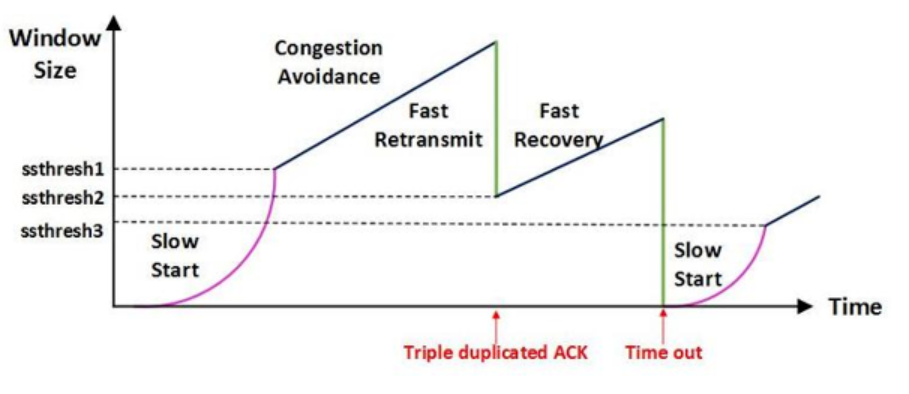 Window
Size
Congestion
Avoidance
Fast
Retransmit
Fast
Recovery
ssthresh1
ssthresh2
ssthresh3
Slow
Start
Slow
Start
Time
Triple duplicated ACK
Time out